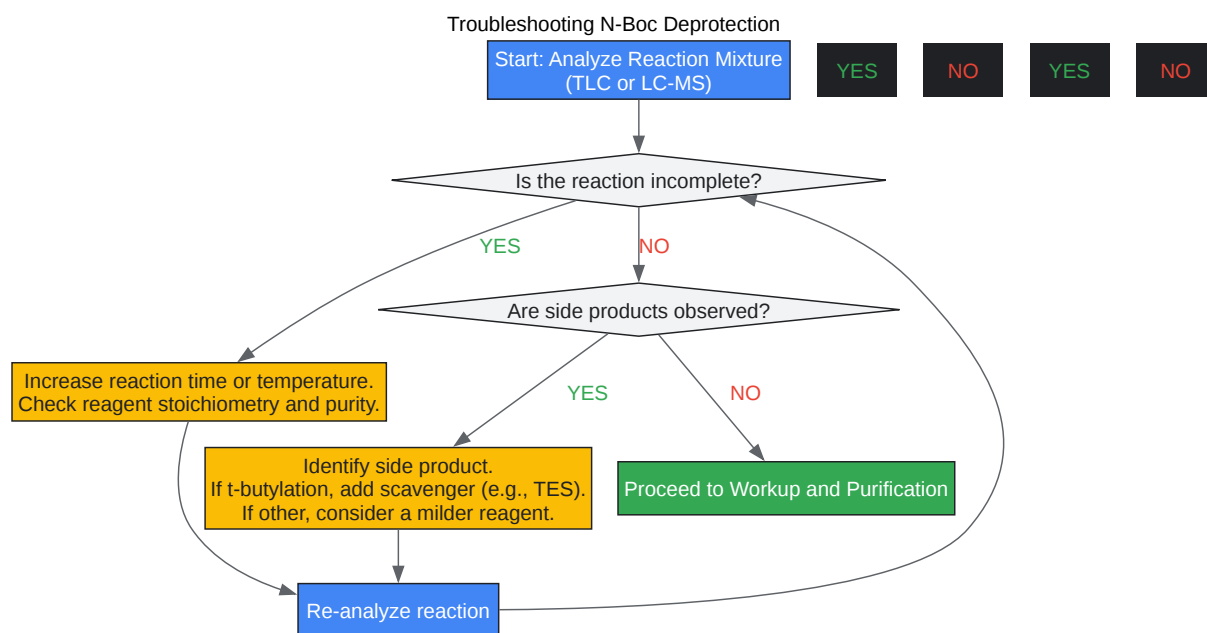 Troubleshooting N-Boc Deprotection
Start: Analyze Reaction Mixture
(TLC or LC-MS)
YES
NO
YES
NO
Is the reaction incomplete?
YES
NO
Are side products observed?
Increase reaction time or temperature.
Check reagent stoichiometry and purity.
YES
NO
Identify side product.
If t-butylation, add scavenger (e.g., TES).
If other, consider a milder reagent.
Proceed to Workup and Purification
Re-analyze reaction